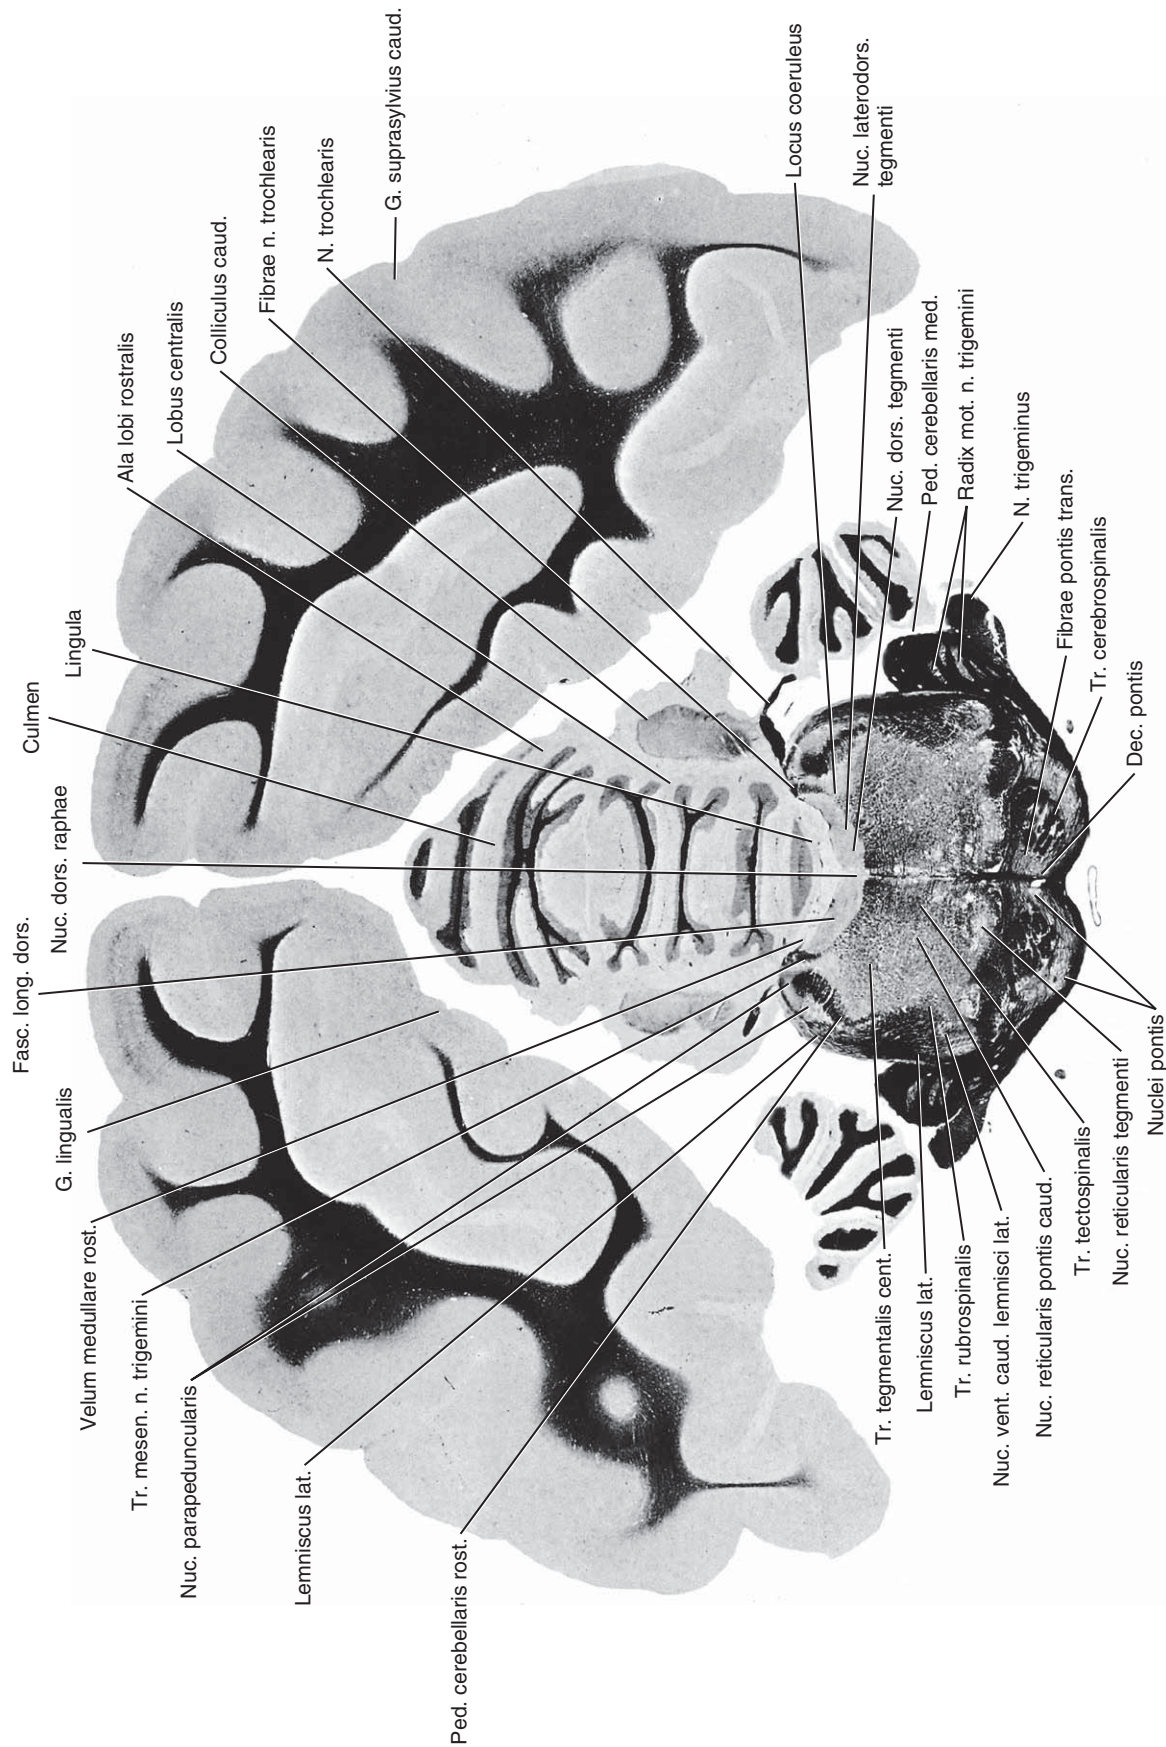 Fasc. long. dors.
Nuc. dors. raphae
Culmen
Lingula
Ala lobi rostralis
Lobus centralis
Colliculus caud.
Fibrae n. trochlearis
N. trochlearis
G. suprasylvius caud.
G. lingualis
Velum medullare rost.
Tr. mesen. n. trigemini
Nuc. parapeduncularis
Lemniscus lat.
Ped. cerebellaris rost.
Locus coeruleus
Nuc. laterodors.
tegmenti
Nuc. dors. tegmenti
Ped. cerebellaris med.
Radix mot. n. trigemini
N. trigeminus
Fibrae pontis trans.
Tr. cerebrospinalis
Dec. pontis
Tr. tegmentalis cent.
Lemniscus lat.
Tr. rubrospinalis
Nuc. vent. caud. lemnisci lat.
Nuc. reticularis pontis caud.
Tr. tectospinalis
Nuc. reticularis tegmenti
Nuclei pontis